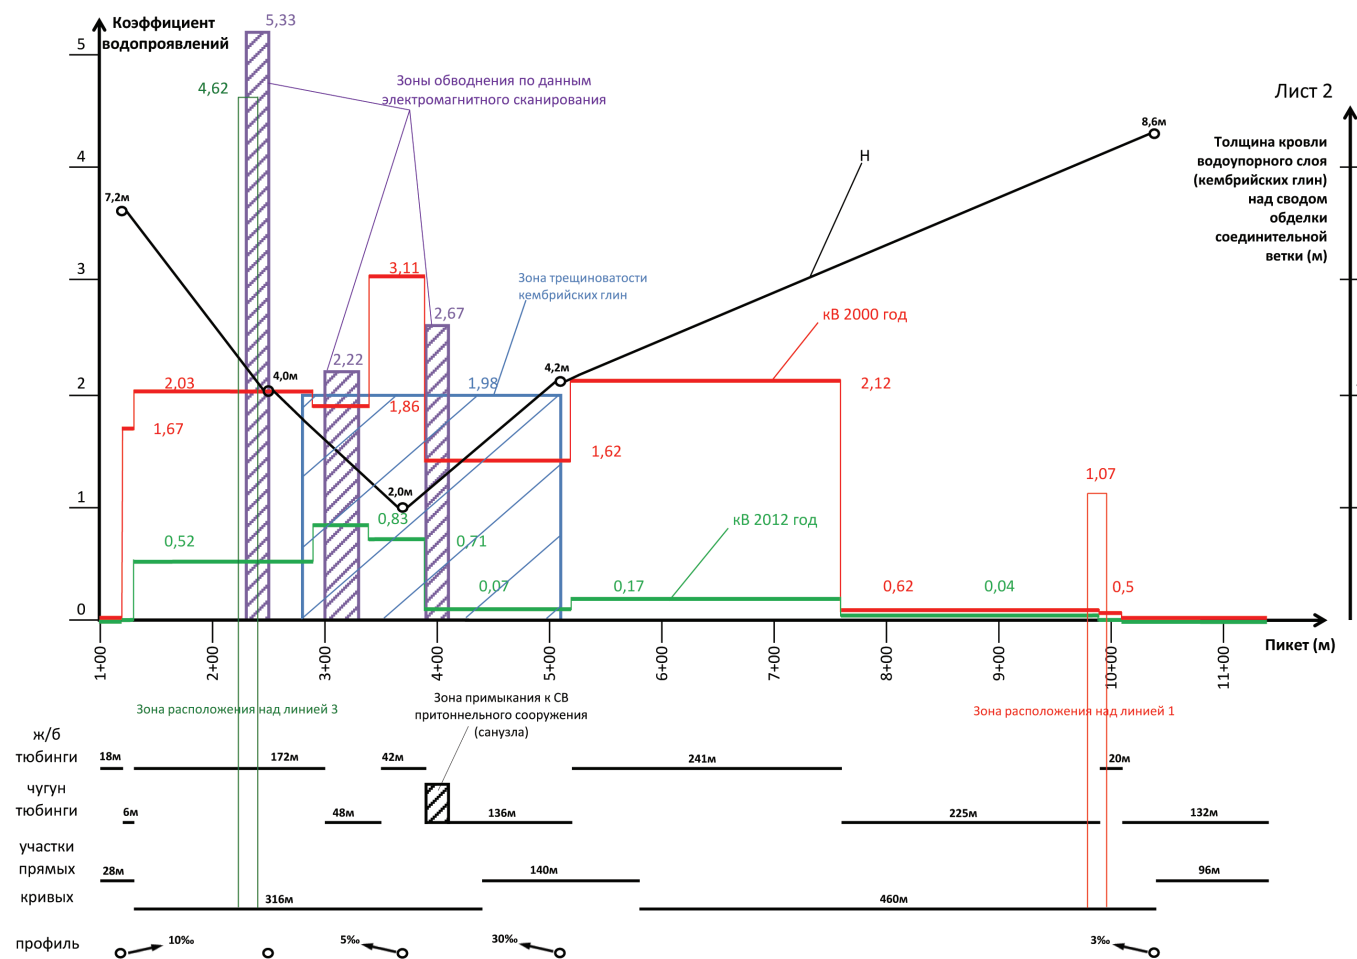 Коэффициент
водопроявлений
5,33
5
4,62
Зоны обводнения по данным
электромагнитного сканирования
Лист 2
8,6м
Толщина кровли
водоупорного слоя
(кембрийских глин)
над сводом
обделки
соединительной
ветки (м)
4
H
7,2м
3
3,11
Зона трещиноватости
кембрийских глин
2,67
кВ 2000 год
2,22
4,2м
4,0м
2
2,03
1,98
2,12
1,86
1,67
1,62
1,07
2,0м
1
0,83
кВ 2012 год
0,52
0,71
0,07
0,17
0,62
0,04
0,5
0
1+00
2+00
3+00
4+00
5+00
6+00
7+00
8+00
9+00
10+00
11+00
Пикет (м)
Зона расположения над линией 3
Зона примыкания к СВ
притоннельного сооружения
(санузла)
Зона расположения над линией 1
ж/б
тюбинги
18м
172м
42м
241м
20м
чугун
тюбинги
6м
48м
136м
225м
132м
участки
прямых
28м
140м
96м
кривых
316м
460м
профиль
10‰
5‰
30‰
3‰